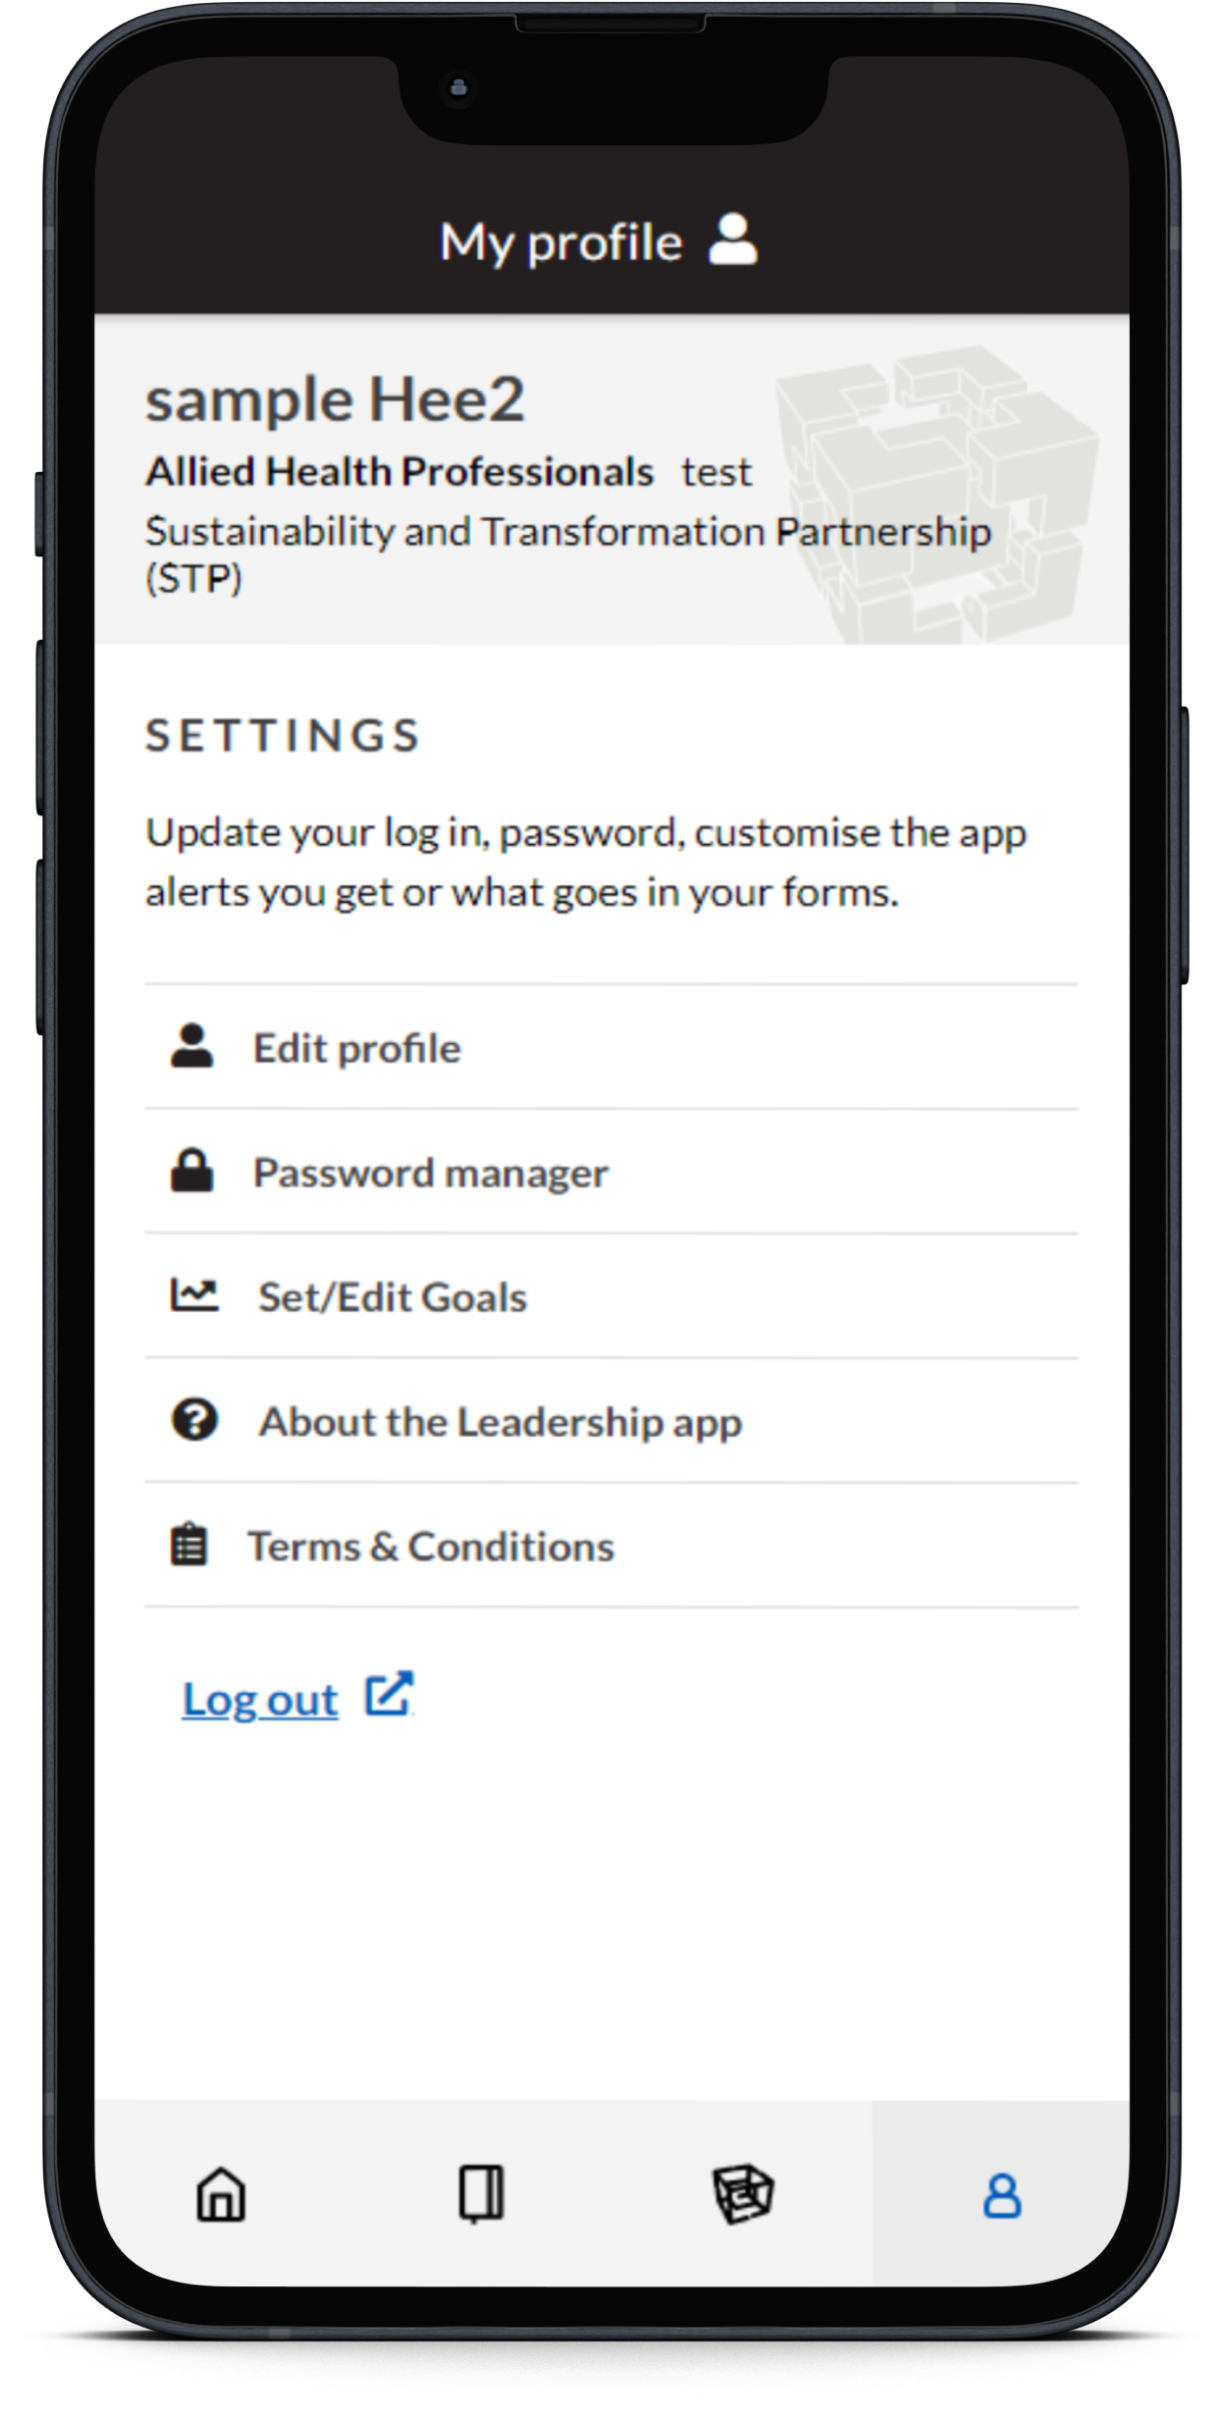 My profile
sample Hee2
Allied Health Professionals test
Sustainability and Transformation Partnership
(STP)
SETTINGS
Update your log in, password, customise the app
alerts you get or what goes in your forms.
Edit profile
Password manager
Set/Edit Goals
About the Leadership app
Terms & Conditions
Log out